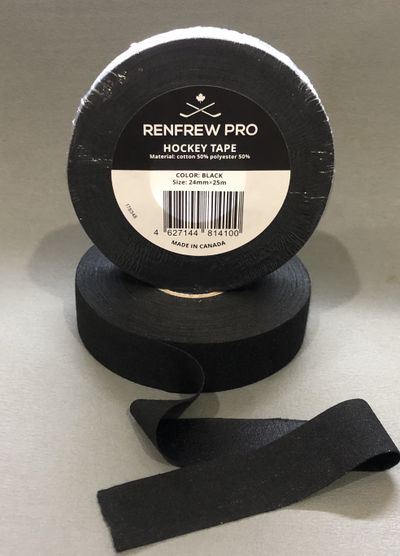 RENFREW PRO
HOCKEY TAPE
Material: cotton 50% polyester 50%
COLOR: BLACK
Size: 24mm×25m
178348
4 627144 814100
MADE IN CANADA